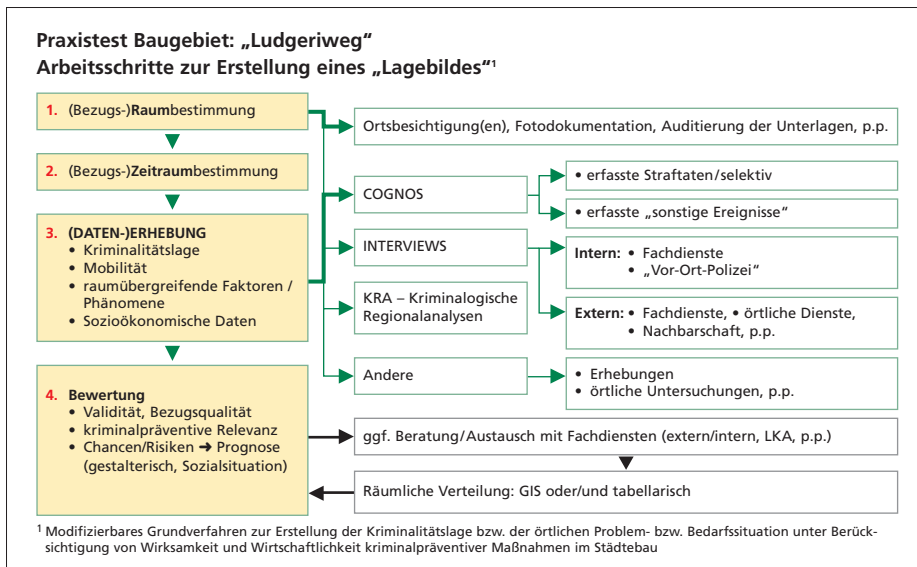 Praxistest Baugebiet: „Ludgeriweg“
Arbeitsschritte zur Erstellung eines „Lagebildes“¹
1. (Bezugs-)Raumbestimmung
2. (Bezugs-)Zeitraumbestimmung
3. (DATEN-)ERHEBUNG
• Kriminalitätslage
• Mobilität
• raumübergreifende Faktoren /
Phänomene
• Sozioökonomische Daten
4. Bewertung
• Validität, Bezugsqualität
• kriminalpräventive Relevanz
• Chancen/Risiken ➔ Prognose
(gestalterisch, Sozialsituation)
Ortsbesichtigung(en), Fotodokumentation, Auditierung der Unterlagen, p.p.
COGNOS
• erfasste Straftaten/selektiv
• erfasste „sonstige Ereignisse“
INTERVIEWS
Intern: • Fachdienste
• „Vor-Ort-Polizei“
KRA – Kriminalogische
Regionalanalysen
Extern: • Fachdienste, • örtliche Dienste,
• Nachbarschaft, p.p.
Andere
• Erhebungen
• örtliche Untersuchungen, p.p.
ggf. Beratung/Austausch mit Fachdiensten (extern/intern, LKA, p.p.)
Räumliche Verteilung: GIS oder/und tabellarisch
¹ Modifizierbares Grundverfahren zur Erstellung der Kriminalitätslage bzw. der örtlichen Problem- bzw. Bedarfssituation unter Berück-
sichtigung von Wirksamkeit und Wirtschaftlichkeit kriminalpräventiver Maßnahmen im Städtebau